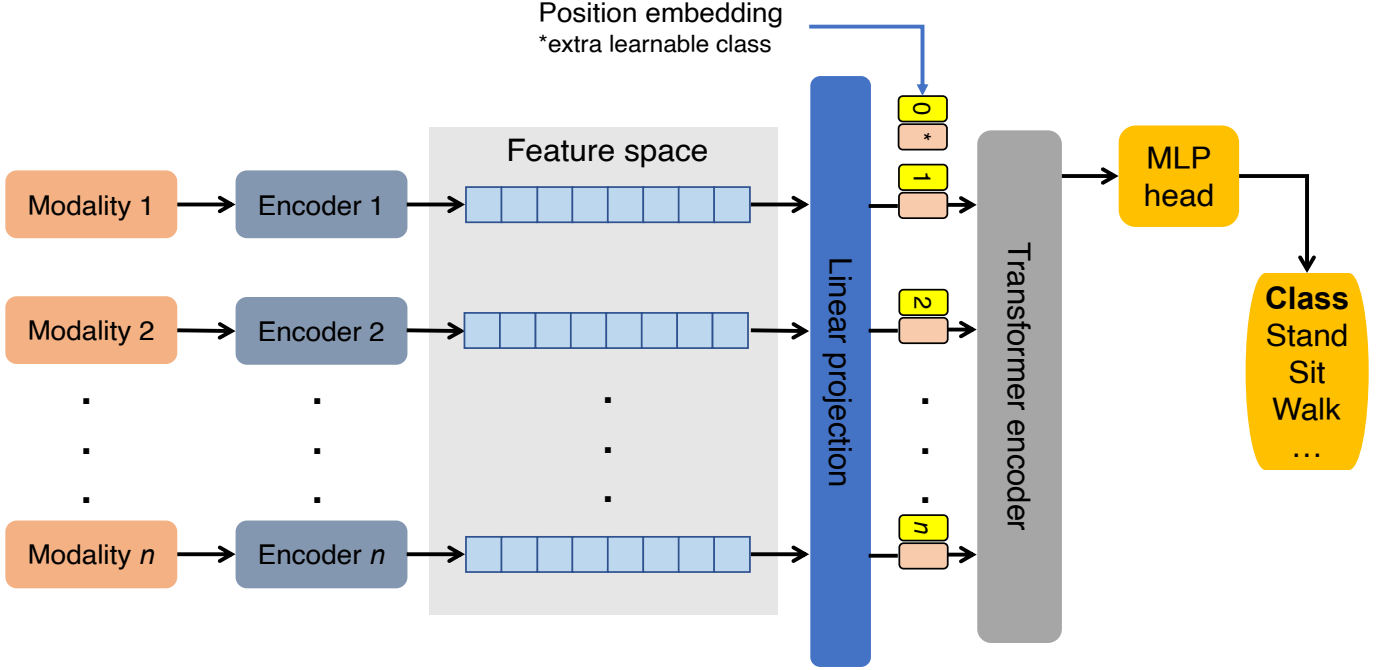 Position embedding
*extra learnable class
Feature space
Modality 1
Encoder 1
Modality 2
Encoder 2
.
.
.
.
.
.
.
.
.
Modality n
Encoder n
Linear projection
0
*
1
2
.
.
.
n
Transformer encoder
MLP
head
Class
Stand
Sit
Walk
…